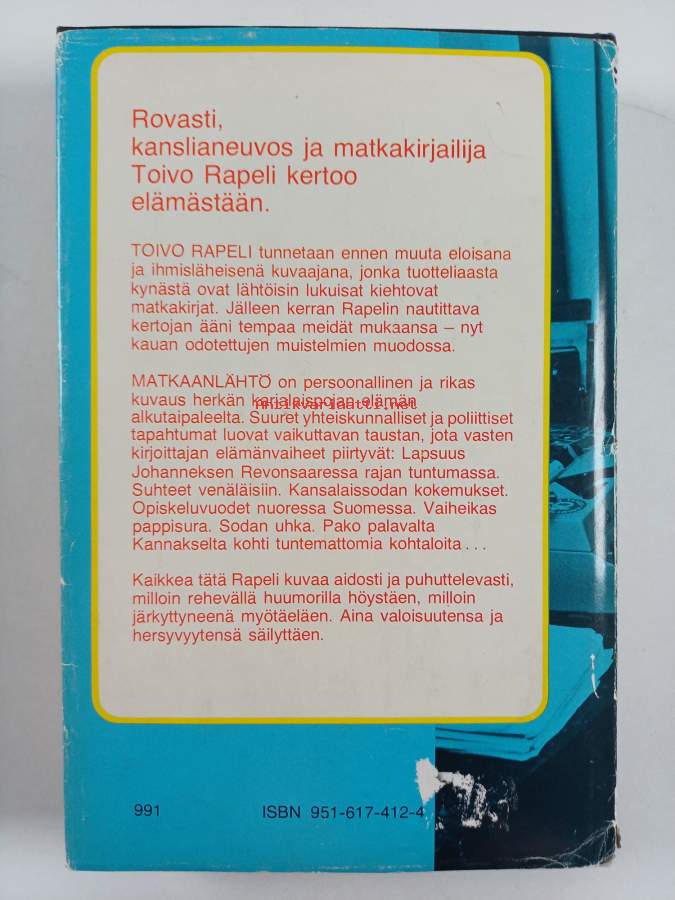 Rovasti,
kanslianeuvos ja matkakirjailija
Toivo Rapeli kertoo
elämästään.
TOIVO RAPELI tunnetaan ennen muuta eloisana
ja ihmisläheisenä kuvaajana, jonka tuotteliaasta
kynästä ovat lähtöisin lukuisat kiehtovat
matkakirjat. Jälleen kerran Rapelin nautittava
kertojan ääni tempaa meidät mukaansa – nyt
kauan odotettujen muistelmien muodossa.
MATKAANLÄHTÖ on persoonallinen ja rikas
kuvaus herkän karjalaispojan elämän
antikvariaatti.net
alkutaipaleelta. Suuret yhteiskunnalliset ja poliittiset
tapahtumat luovat vaikuttavan taustan, jota vasten
kirjoittajan elämänvaiheet piirtyvät: Lapsuus
Johanneksen Revonsaaressa rajan tuntumassa.
Suhteet venäläisiin. Kansalaissodan kokemukset.
Opiskeluvuodet nuoressa Suomessa. Vaiheikas
pappisura. Sodan uhka. Pako palavalta
Kannakselta kohti tuntemattomia kohtaloita . . .
Kaikkea tätä Rapeli kuvaa aidosti ja puhuttelevasti,
milloin rehevällä huumorilla höystäen, milloin
järkyttyneenä myötäeläen. Aina valoisuutensa ja
hersyvyytensä säilyttäen.
991 ISBN 951-617-412-4